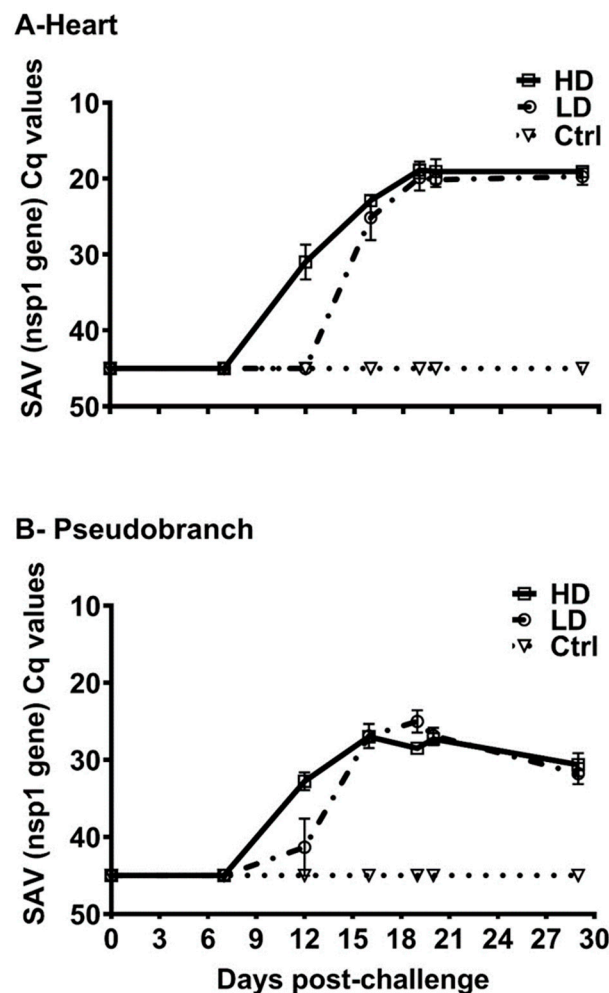 A-Heart
HD
LD
Ctrl
SAV (nsp1 gene) Cq values
10
20
30
40
50
B- Pseudobranch
HD
LD
Ctrl
SAV (nsp1 gene) Cq values
10
20
30
40
50
0 3 6 9 12 15 18 21 24 27 30
Days post-challenge